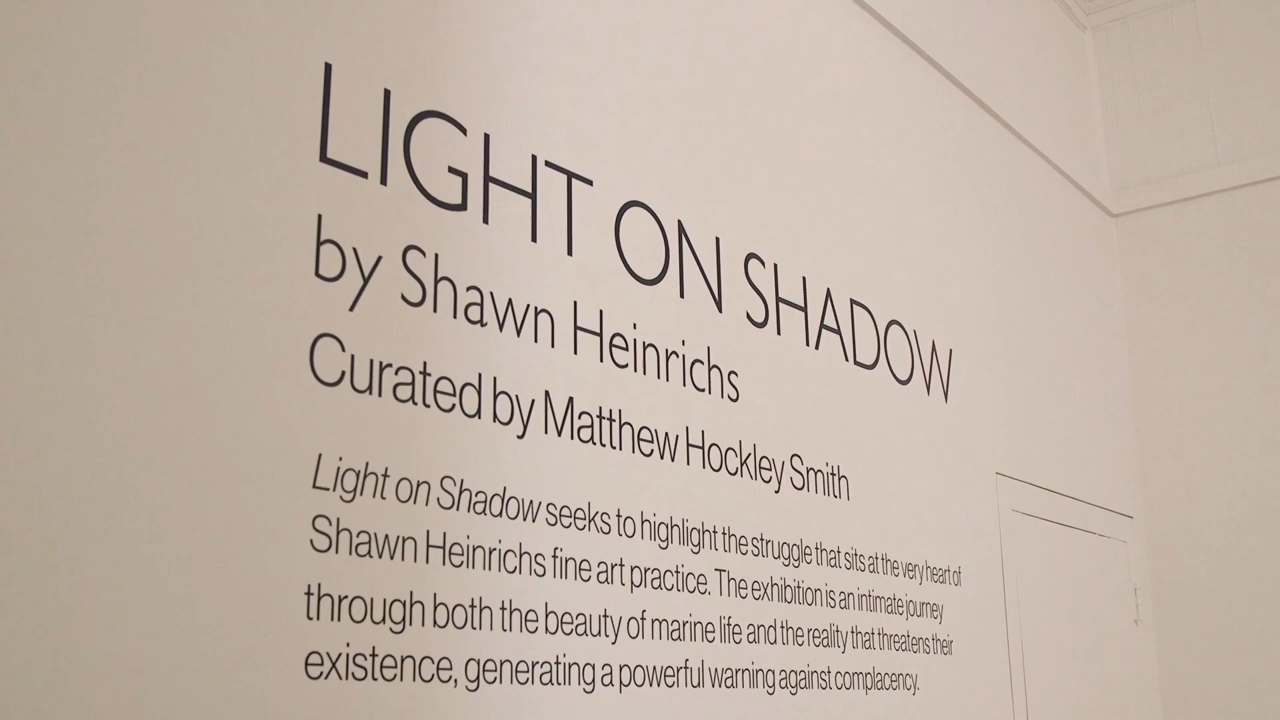 LIGHT ON SHADOW
by Shawn Heinrichs
Curated by Matthew Hockley Smith
Light on Shadow seeks to highlight the struggle that sits at the very heart of
Shawn Heinrichs fine art practice. The exhibition is an intimate journey
through both the beauty of marine life and the reality that threatens their
existence, generating a powerful warning against complacency.